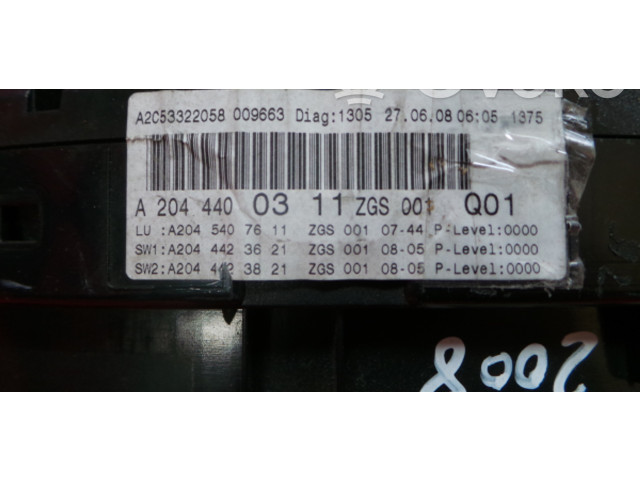 A2C53322058 009663 Diag:1305 27.06.08 06:05 1375
A 204 440 03 11 ZGS 001 Q01
LU :A204 540 76 11 ZGS 001 07-44 P-Level:0000
SW1:A204 442 36 21 ZGS 001 08-05 P-Level:0000
SW2:A204 442 38 21 ZGS 001 08-05 P-Level:0000
2008